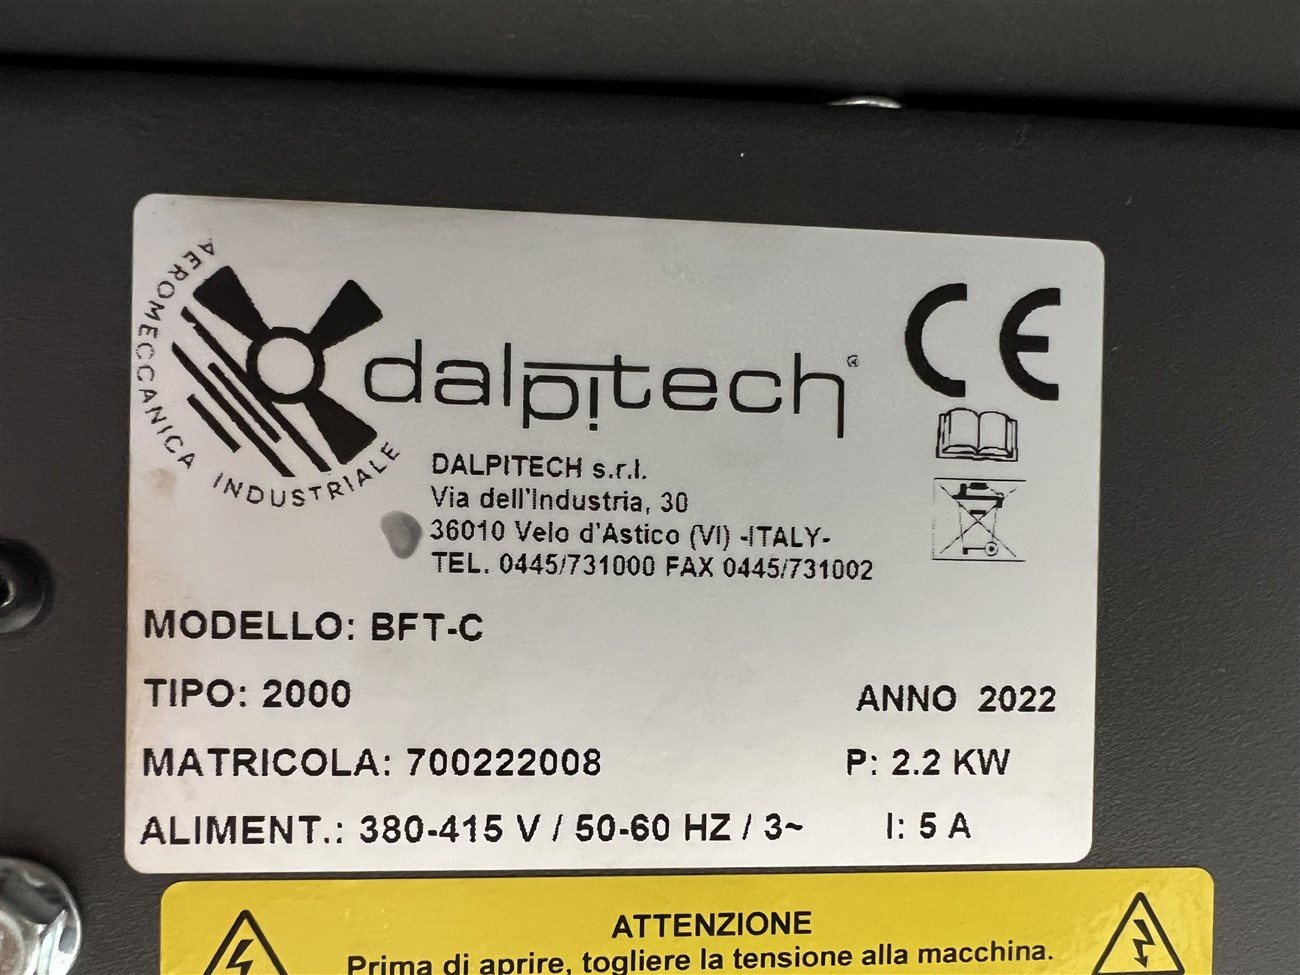 AEROMECCANICA INDUSTRIALE
dalpitech®
CE
DALPITECH s.r.l.
Via dell'Industria, 30
36010 Velo d'Astico (VI) -ITALY-
TEL. 0445/731000 FAX 0445/731002
MODELLO: BFT-C
TIPO: 2000 ANNO 2022
MATRICOLA: 700222008 P: 2.2 KW
ALIMENT.: 380-415 V / 50-60 HZ / 3~ I: 5 A
ATTENZIONE
Prima di aprire, togliere la tensione alla macchina.